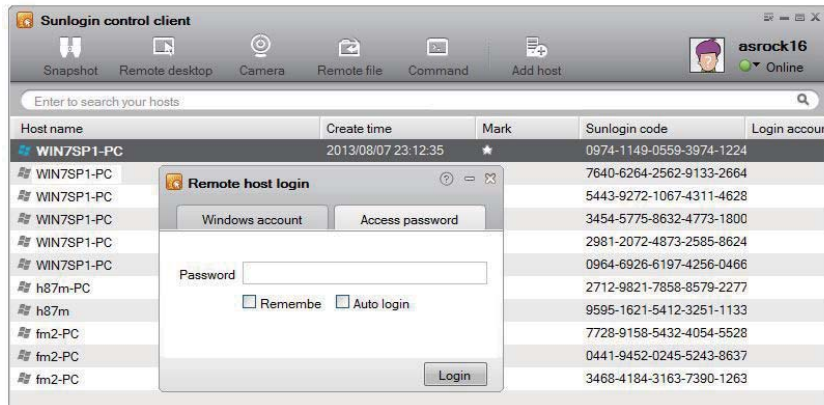 Sunlogin control client
Snapshot Remote desktop Camera Remote file Command Add host
asrock16
Online
Enter to search your hosts
Host name Create time Mark Sunlogin code Login accour
WIN7SP1-PC 2013/08/07 23:12:35 0974-1149-0559-3974-1224
WIN7SP1-PC 7640-6264-2562-9133-2664
WIN7SP1-PC 5443-9272-1067-4311-4628
WIN7SP1-PC 3454-5775-8632-4773-1800
WIN7SP1-PC 2981-2072-4873-2585-8624
WIN7SP1-PC 0964-6926-6197-4256-0466
h87m-PC 2712-9821-7858-8579-2277
h87m 9595-1621-5412-3251-1133
fm2-PC 7728-9158-5432-4054-5528
fm2-PC 0441-9452-0245-5243-8637
fm2-PC 3468-4184-3163-7390-1263
Remote host login
Windows account Access password
Password
Remembe Auto login
Login